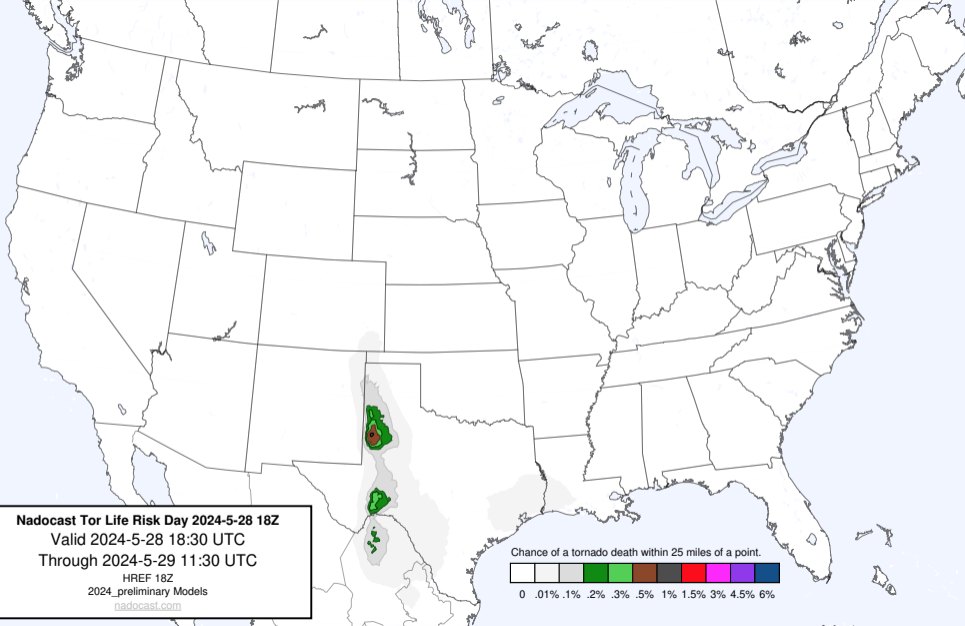 Nadocast Tor Life Risk Day 2024-5-28 18Z
Valid 2024-5-28 18:30 UTC
Through 2024-5-29 11:30 UTC
HREF 18Z
2024_preliminary Models
nadocast.com
Chance of a tornado death within 25 miles of a point.
0 .01% .1% .2% .3% .5% 1% 1.5% 3% 4.5% 6%